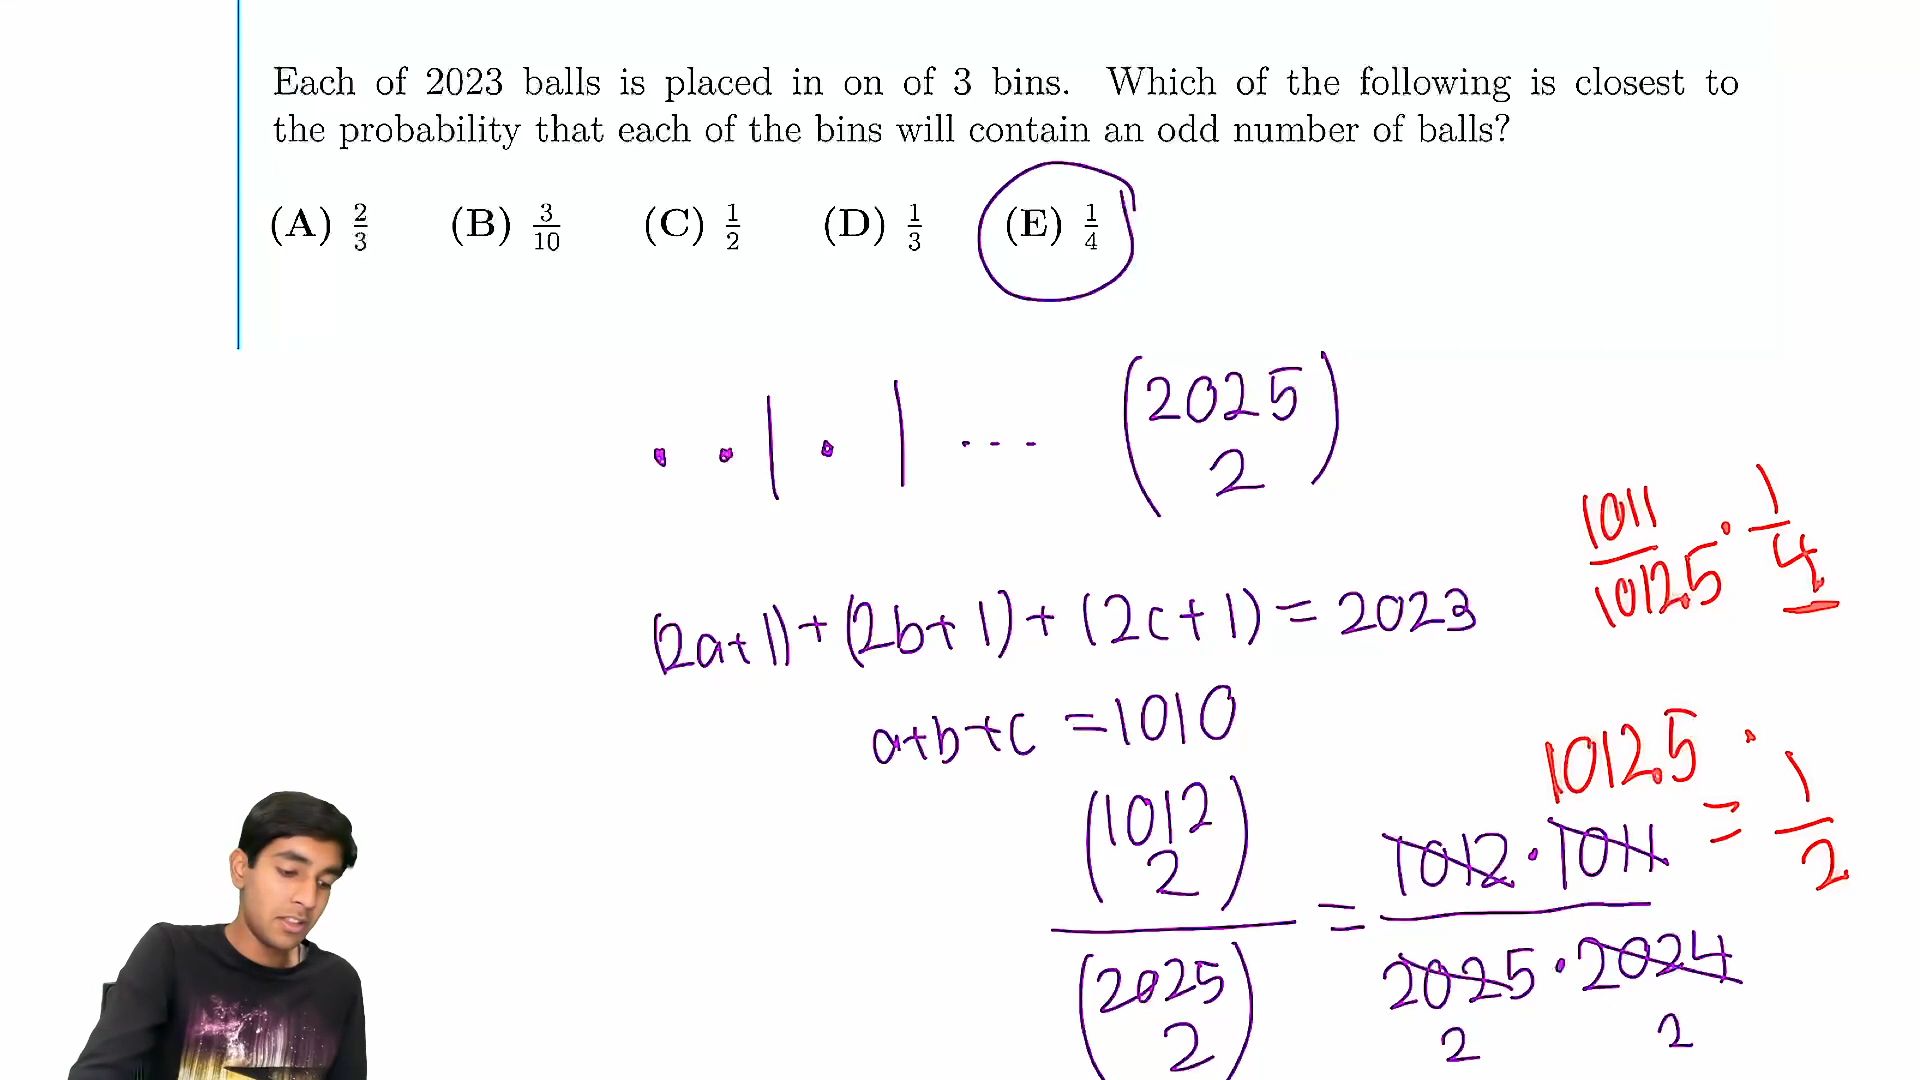 Each of 2023 balls is placed in on of 3 bins. Which of the following is closest to
the probability that each of the bins will contain an odd number of balls?
(A) 2/3 (B) 3/10 (C) 1/2 (D) 1/3 (E) 1/4
. . | . | --- (2025 2)
1011/1012.5 · 1/4
(2a+1)+(2b+1)+(2c+1)=2023
a+b+c =1010
1012.5 ·
(1012 2)/(2025 2) = 1012·1011/2025·2024 = 1/2
2 2